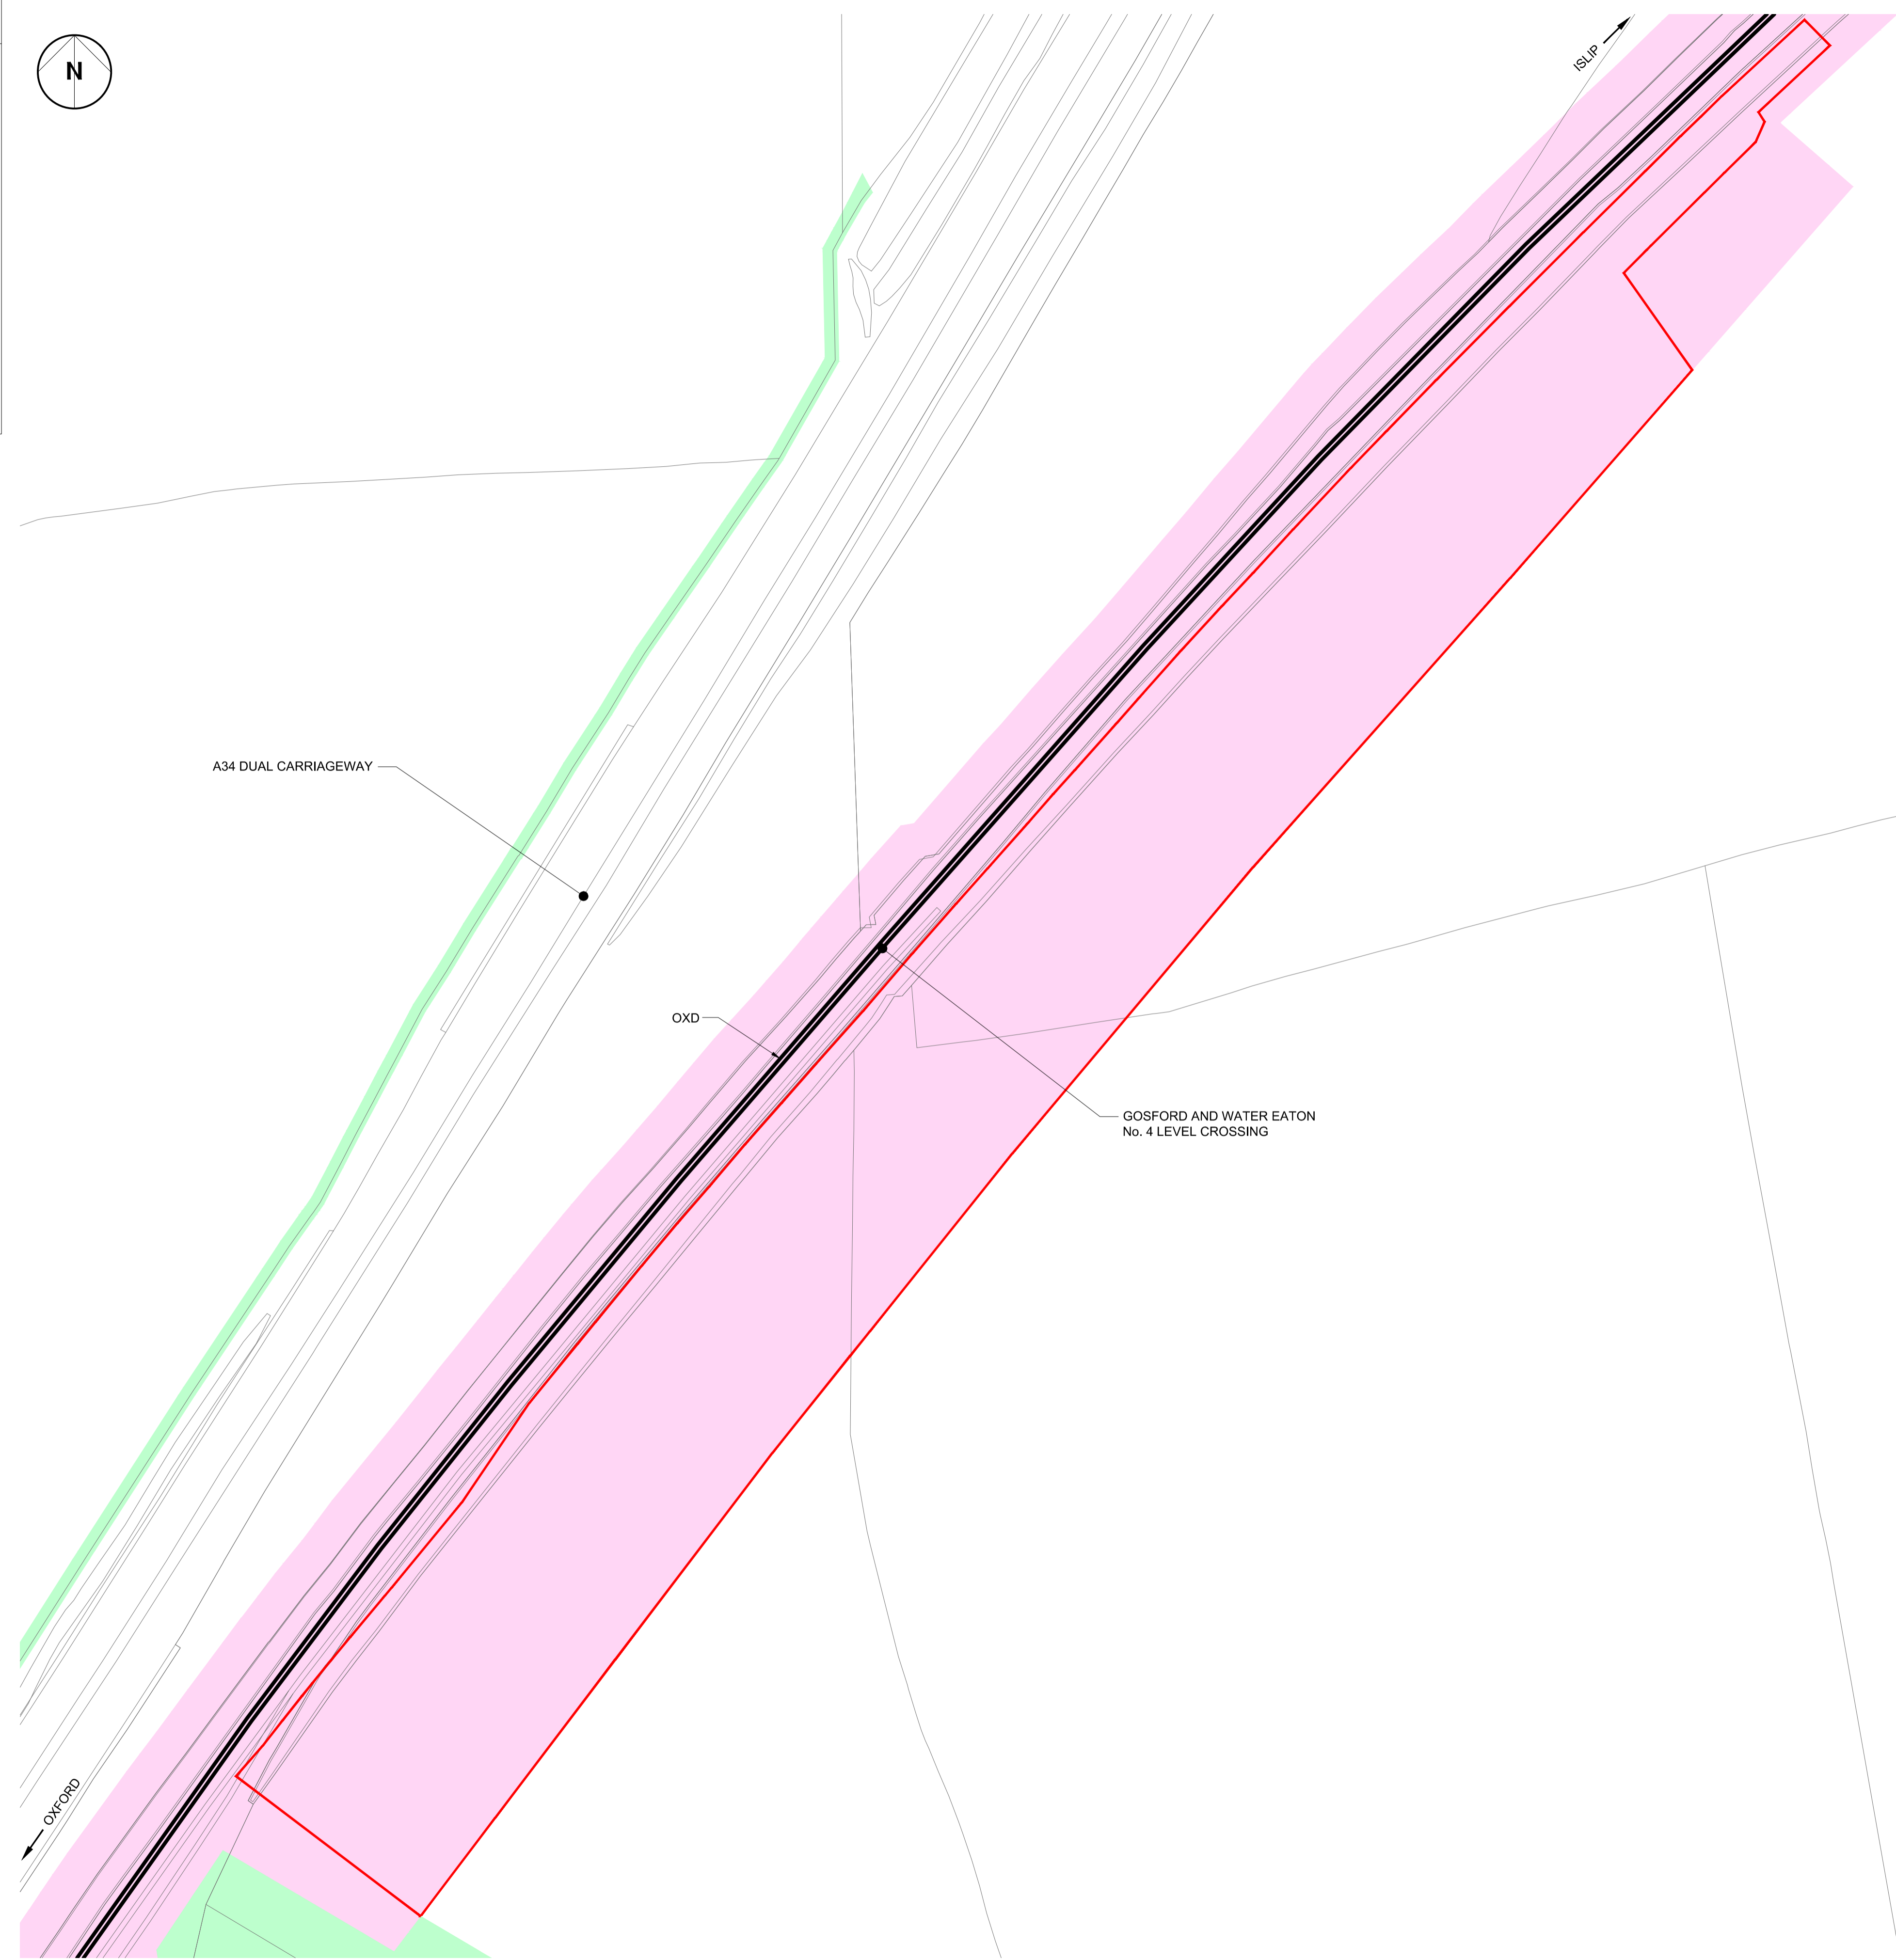 N
ISLIP
A34 DUAL CARRIAGEWAY
OXD
GOSFORD AND WATER EATON
No. 4 LEVEL CROSSING
OXFORD